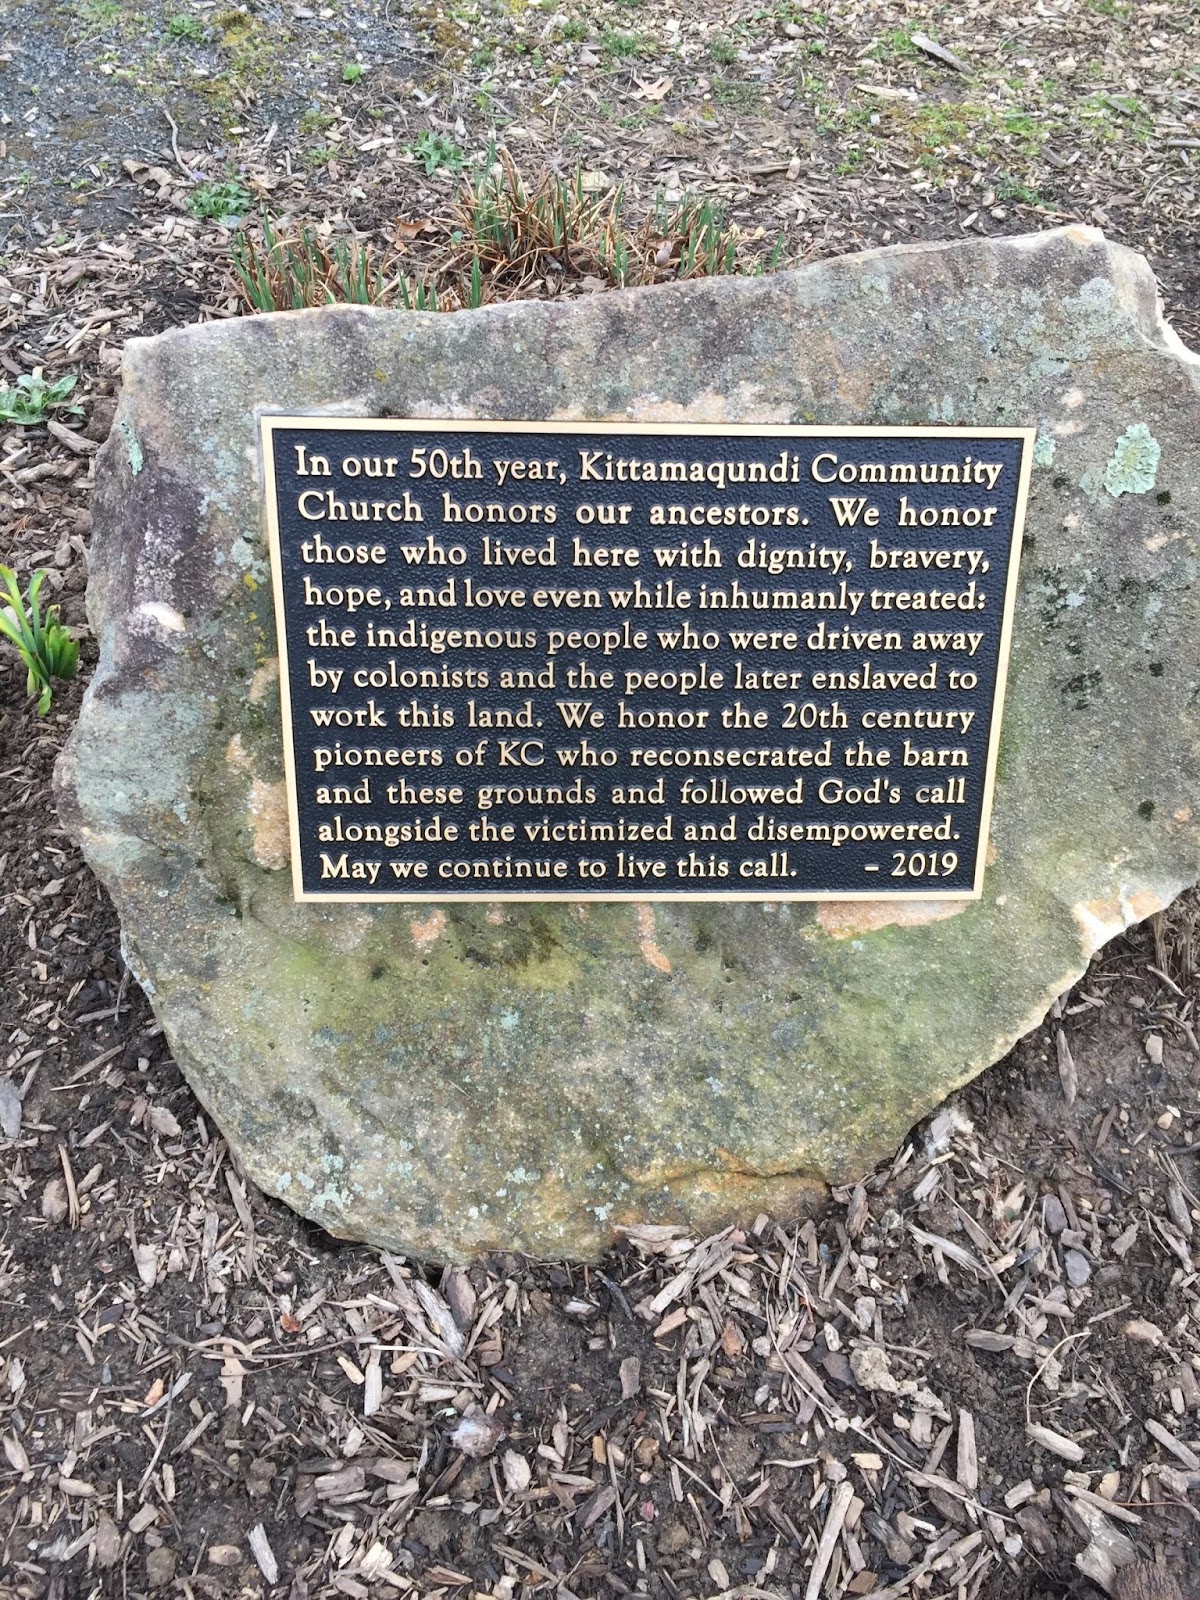 In our 50th year, Kittamaqundi Community
Church honors our ancestors. We honor
those who lived here with dignity, bravery,
hope, and love even while inhumanly treated:
the indigenous people who were driven away
by colonists and the people later enslaved to
work this land. We honor the 20th century
pioneers of KC who reconsecrated the barn
and these grounds and followed God's call
alongside the victimized and disempowered.
May we continue to live this call. – 2019